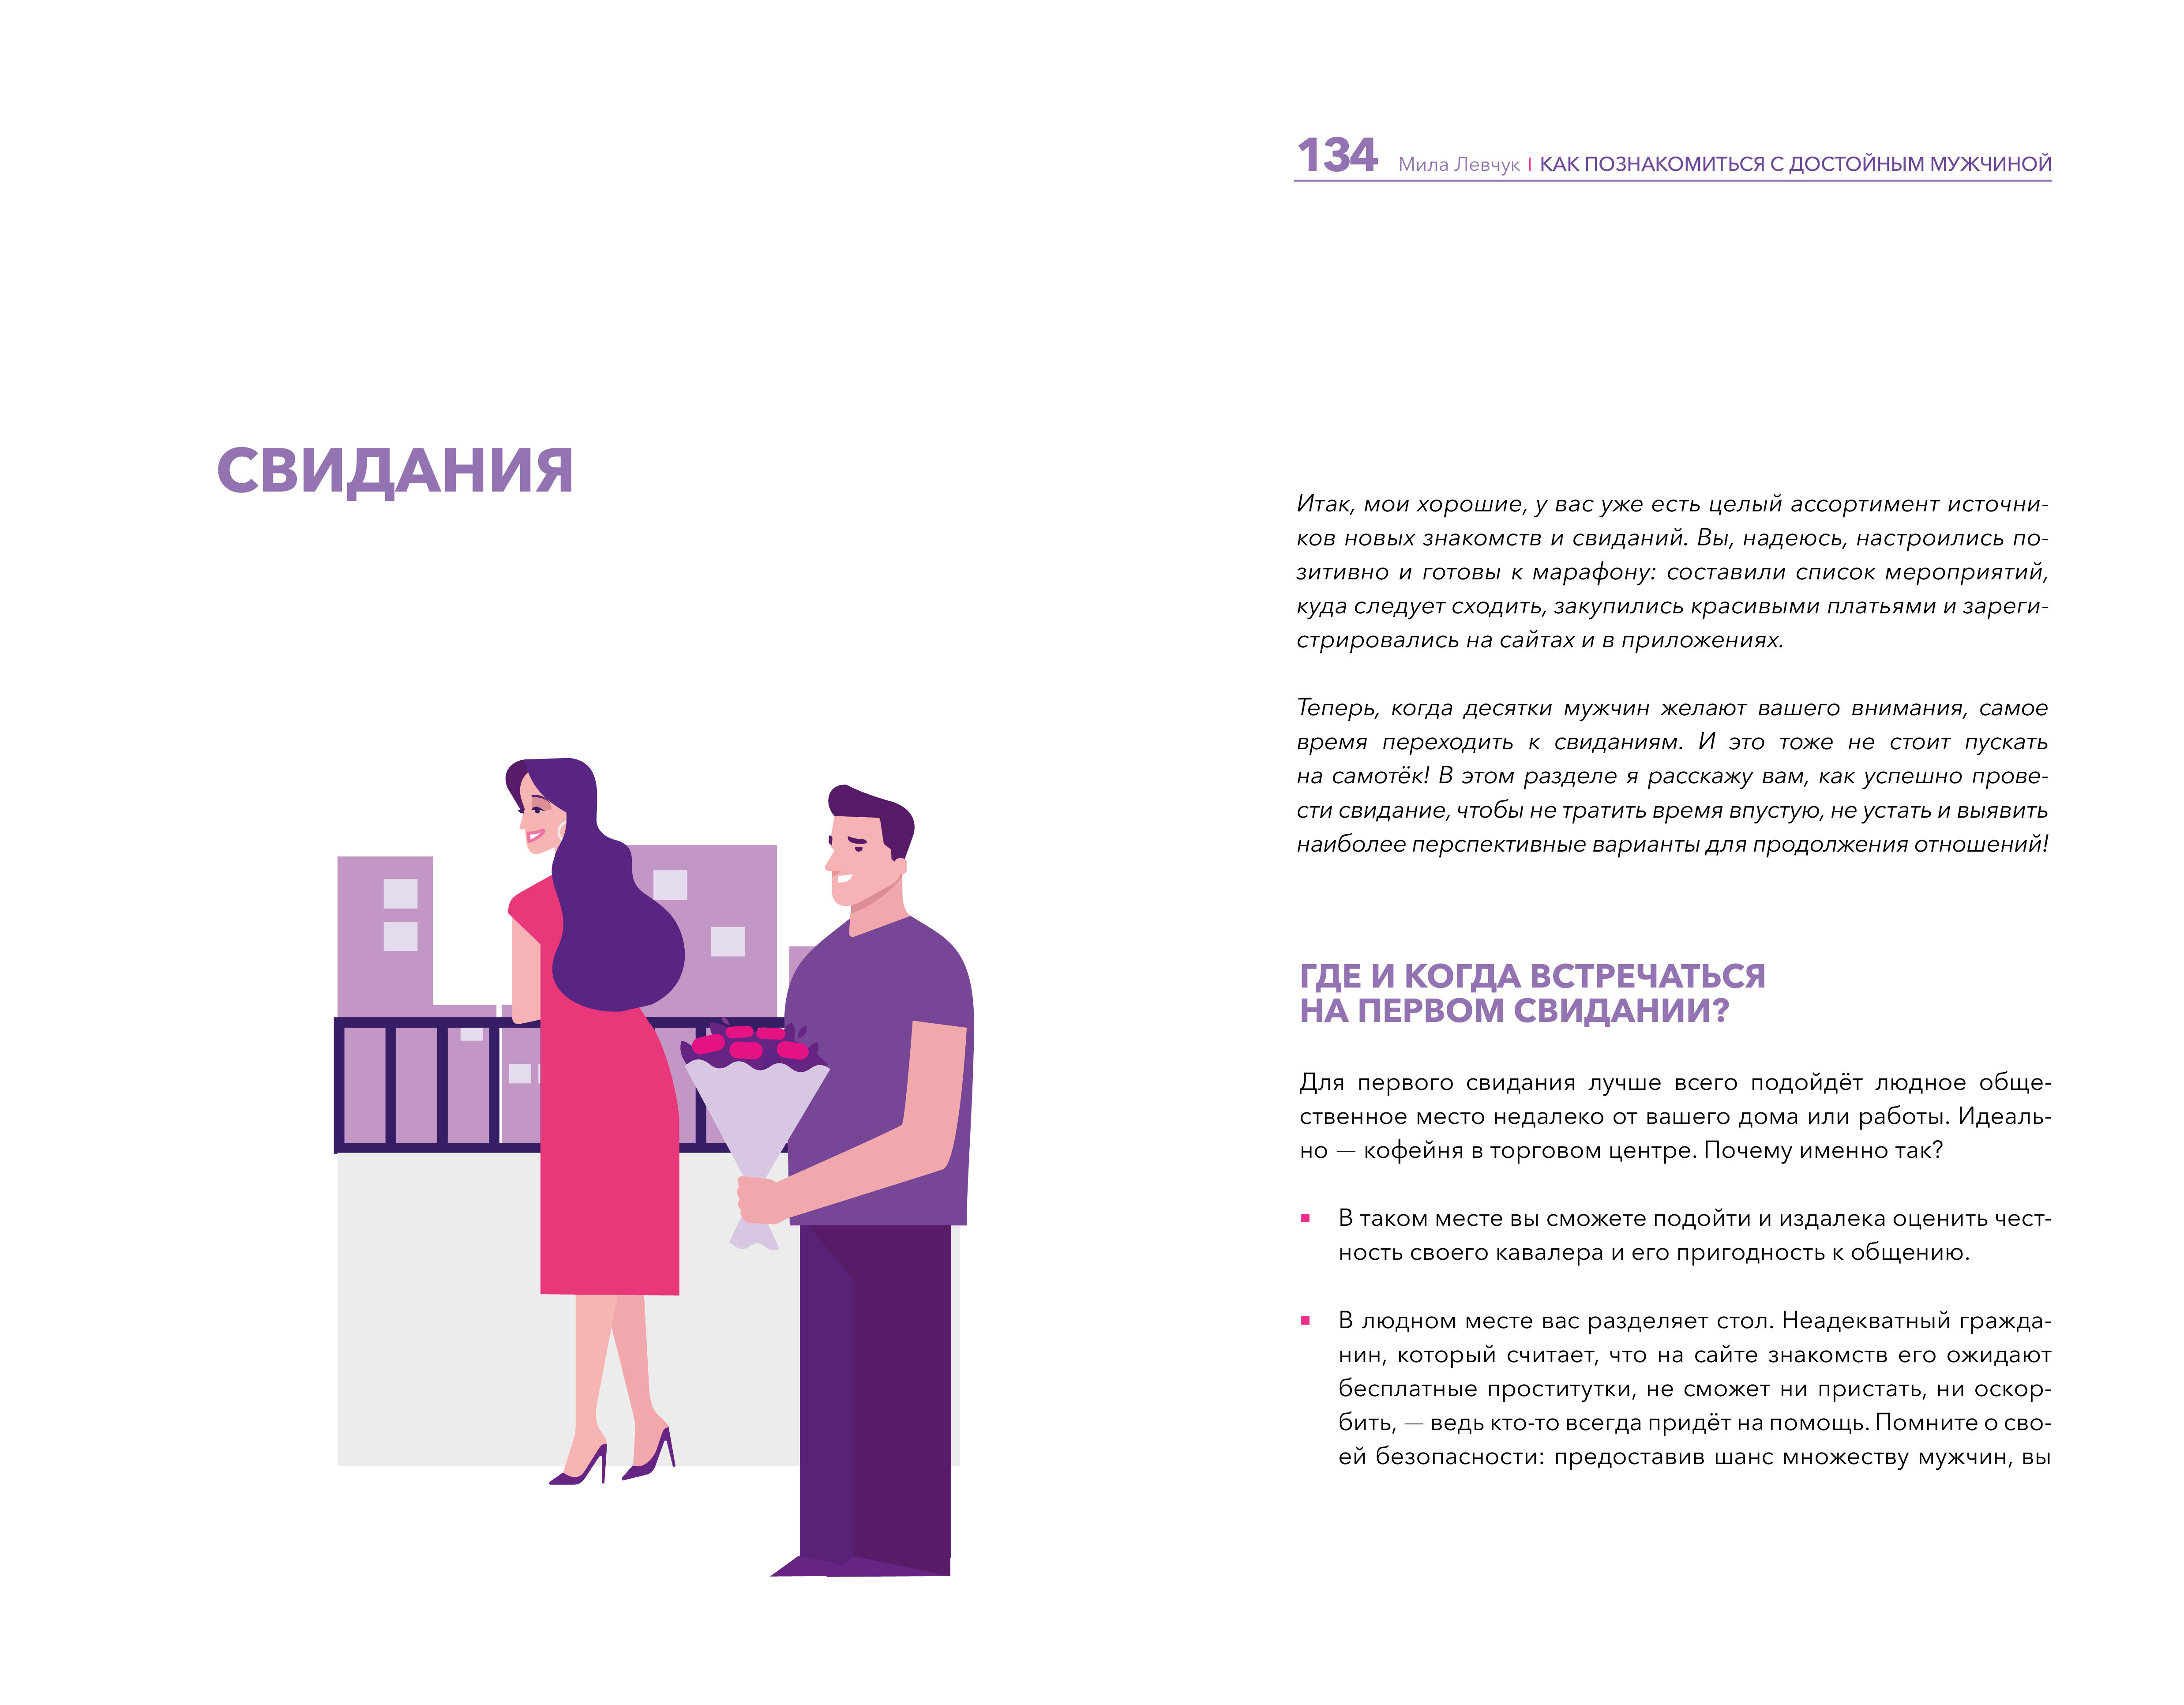 СВИДАНИЯ
134 Мила Левчук | КАК ПОЗНАКОМИТЬСЯ С ДОСТОЙНЫМ МУЖЧИНОЙ
Итак, мои хорошие, у вас уже есть целый ассортимент источни-
ков новых знакомств и свиданий. Вы, надеюсь, настроились по-
зитивно и готовы к марафону: составили список мероприятий,
куда следует сходить, закупились красивыми платьями и зареги-
стрировались на сайтах и в приложениях.
Теперь, когда десятки мужчин желают вашего внимания, самое
время переходить к свиданиям. И это тоже не стоит пускать
на самотёк! В этом разделе я расскажу вам, как успешно прове-
сти свидание, чтобы не тратить время впустую, не устать и выявить
наиболее перспективные варианты для продолжения отношений!
ГДЕ И КОГДА ВСТРЕЧАТЬСЯ
НА ПЕРВОМ СВИДАНИИ?
Для первого свидания лучше всего подойдёт людное обще-
ственное место недалеко от вашего дома или работы. Идеаль-
но — кофейня в торговом центре. Почему именно так?
▪ В таком месте вы сможете подойти и издалека оценить чест-
ность своего кавалера и его пригодность к общению.
▪ В людном месте вас разделяет стол. Неадекватный гражда-
нин, который считает, что на сайте знакомств его ожидают
бесплатные проститутки, не сможет ни пристать, ни оскор-
бить, — ведь кто-то всегда придёт на помощь. Помните о сво-
ей безопасности: предоставив шанс множеству мужчин, вы